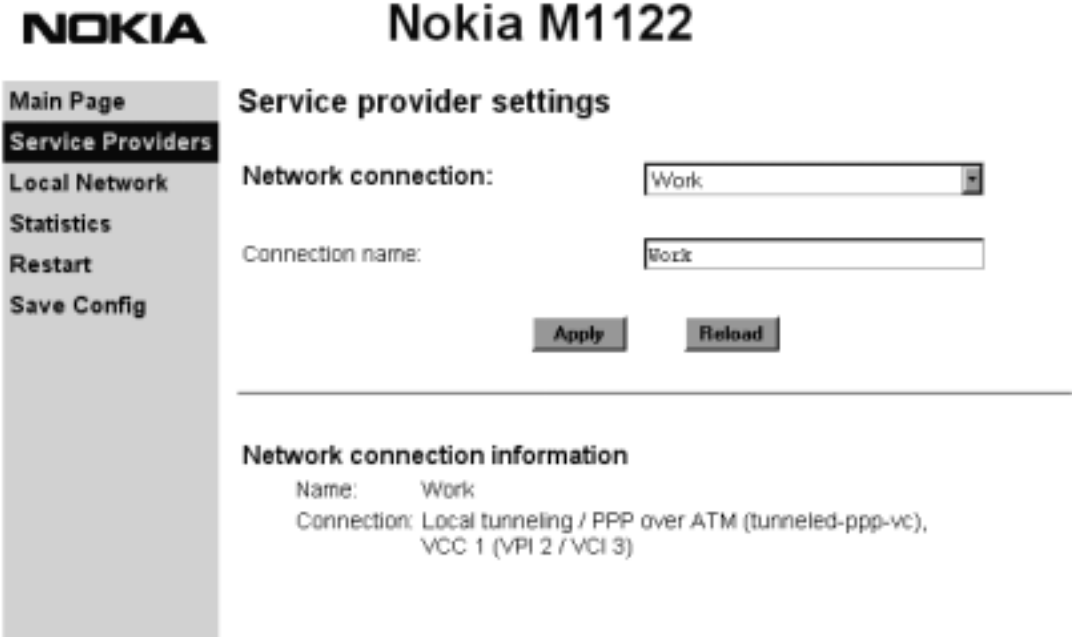 NOKIA
Nokia M1122
Main Page
Service Providers
Local Network
Statistics
Restart
Save Config
Service provider settings
Network connection: Work
Connection name: Work
Apply Reload
Network connection information
Name: Work
Connection: Local tunneling / PPP over ATM (tunneled-ppp-vc),
VCC 1 (VPI 2 / VCI 3)